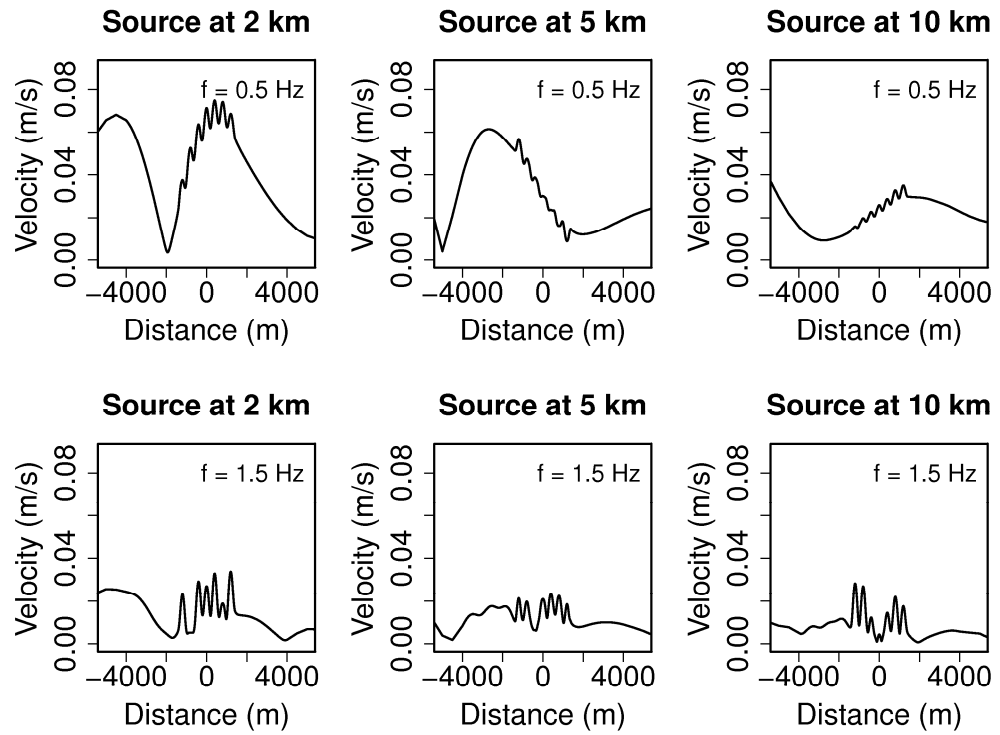 Source at 2 km
Source at 5 km
Source at 10 km
f = 0.5 Hz
f = 0.5 Hz
f = 0.5 Hz
Velocity (m/s)
0.00 0.04 0.08
Velocity (m/s)
0.00 0.04 0.08
Velocity (m/s)
0.00 0.04 0.08
−4000 0 4000
−4000 0 4000
−4000 0 4000
Distance (m)
Distance (m)
Distance (m)
Source at 2 km
Source at 5 km
Source at 10 km
f = 1.5 Hz
f = 1.5 Hz
f = 1.5 Hz
Velocity (m/s)
0.00 0.04 0.08
Velocity (m/s)
0.00 0.04 0.08
Velocity (m/s)
0.00 0.04 0.08
−4000 0 4000
−4000 0 4000
−4000 0 4000
Distance (m)
Distance (m)
Distance (m)